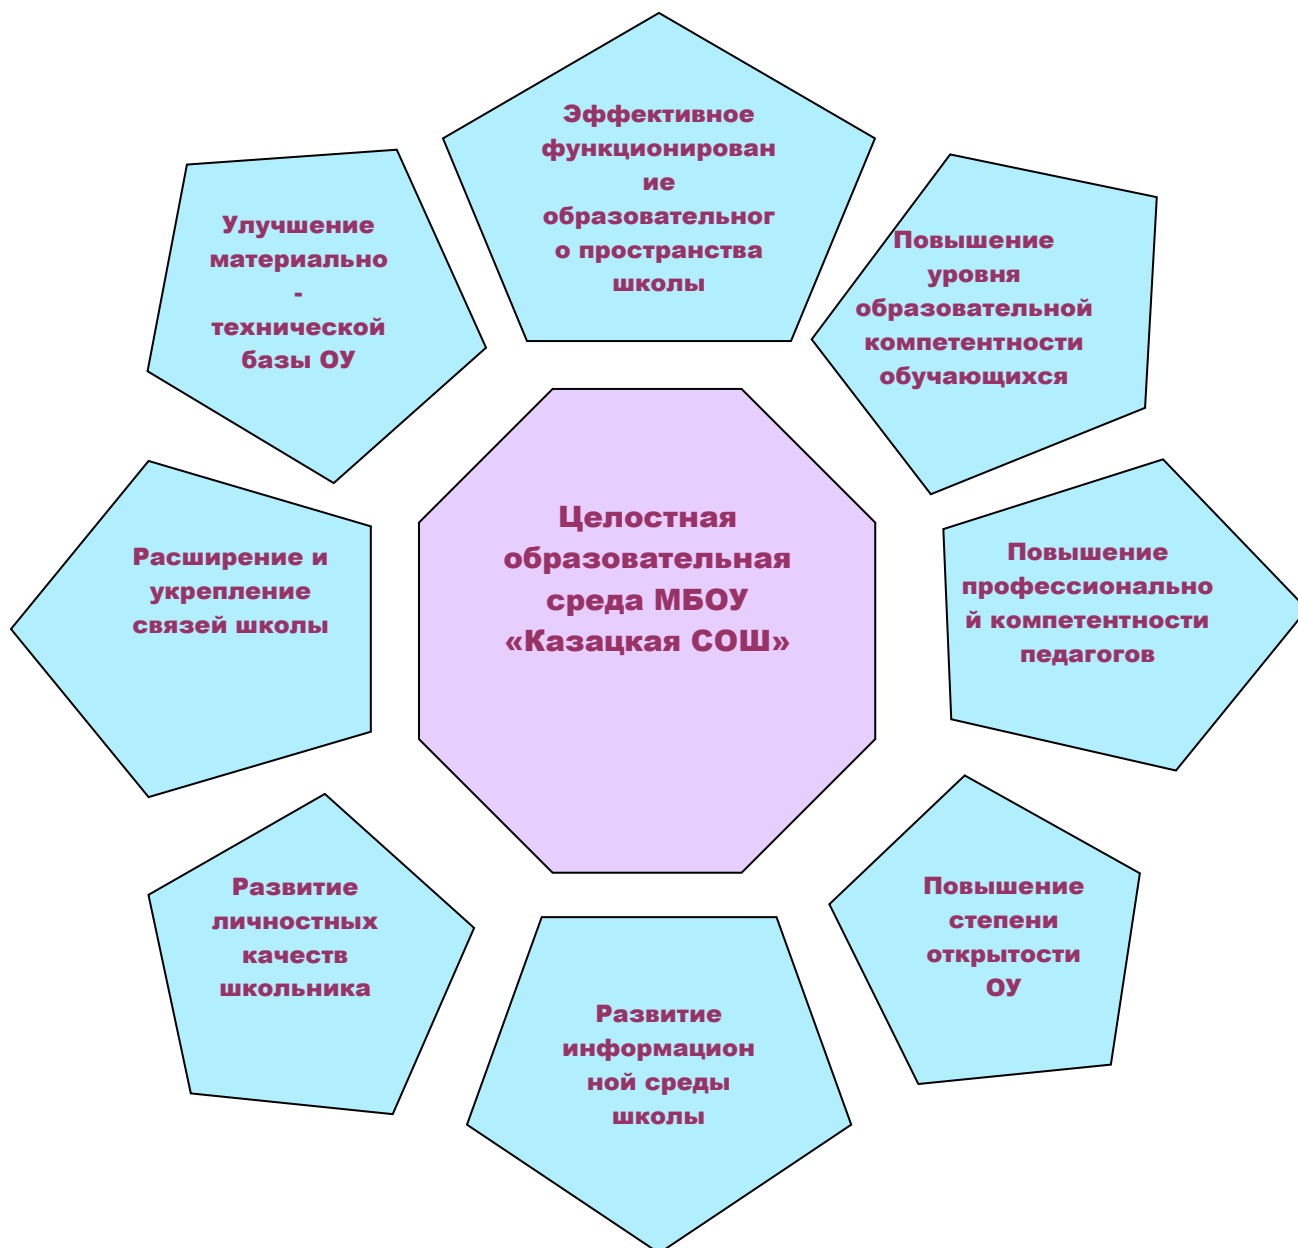 Эффективное
функционирован
ие
образовательног
о пространства
школы
Повышение
уровня
образовательной
компетентности
обучающихся
Повышение
профессионально
й компетентности
педагогов
Повышение
степени
открытости
ОУ
Развитие
информацион
ной среды
школы
Развитие
личностных
качеств
школьника
Расширение и
укрепление
связей школы
Улучшение
материально
-
технической
базы ОУ
Целостная
образовательная
среда МБОУ
«Казацкая СОШ»